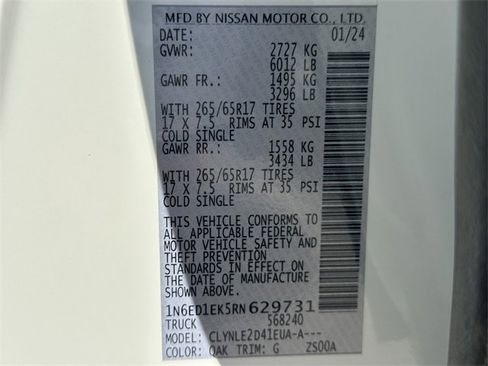 MFD BY NISSAN MOTOR CO., LTD.
DATE: 01/24
GVWR: 2727 KG
6012 LB
GAWR FR.: 1495 KG
3296 LB
WITH 265/65R17 TIRES
17 X 7.5 RIMS AT 35 PSI
COLD SINGLE
GAWR RR.: 1558 KG
3434 LB
WITH 265/65R17 TIRES
17 X 7.5 RIMS AT 35 PSI
COLD SINGLE
THIS VEHICLE CONFORMS TO
ALL APPLICABLE FEDERAL
MOTOR VEHICLE SAFETY AND
THEFT PREVENTION
STANDARDS IN EFFECT ON
THE DATE OF MANUFACTURE
SHOWN ABOVE.
1N6ED1EK5RN629731
TRUCK 568240
MODEL: CLYNLE2D41EUA-A---
COLOR: QAK TRIM: G ZS00A